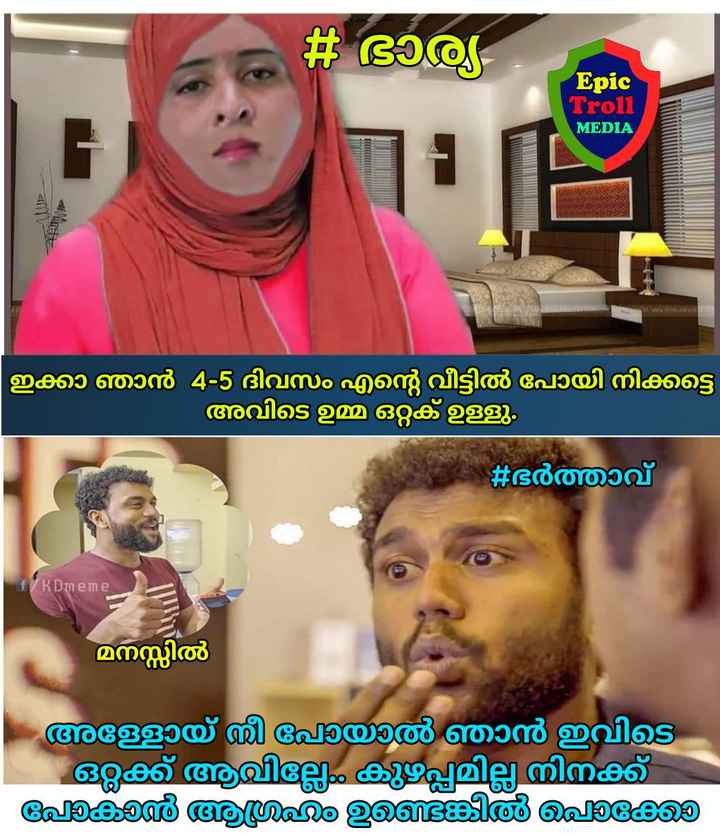 # ഭാര്യ
Epic
Troll
MEDIA
ഇക്കാ ഞാൻ 4-5 ദിവസം എന്റെ വീട്ടിൽ പോയി നിക്കട്ടെ
അവിടെ ഉമ്മ ഒറ്റക് ഉള്ളു.
#ഭർത്താവ്
f/KDmeme
മനസ്സിൽ
അള്ളോയ് നീ പോയാൽ ഞാൻ ഇവിടെ
ഒറ്റക്ക് ആവില്ലേ.. കുഴപ്പമില്ല നിനക്ക്
പോകാൻ ആഗ്രഹം ഉണ്ടെങ്കിൽ പൊക്കോ